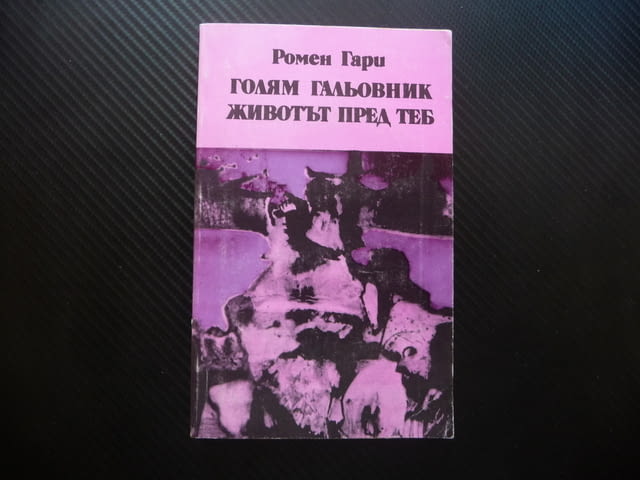 Ромен Гари
ГОЛЯМ ГАЛЬОВНИК
ЖИВОТЪТ ПРЕД ТЕБ